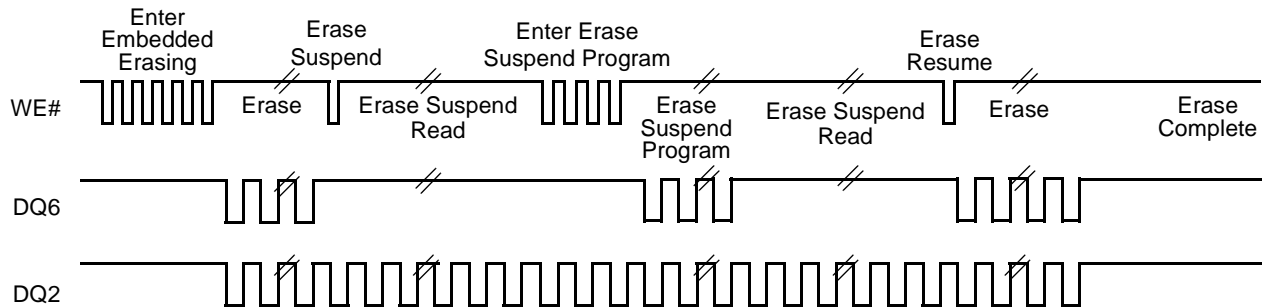 Enter
Embedded
Erasing
Erase
Suspend
Enter Erase
Suspend Program
Erase
Resume
WE#
Erase
Erase Suspend
Read
Erase
Suspend
Program
Erase Suspend
Read
Erase
Erase
Complete
DQ6
DQ2